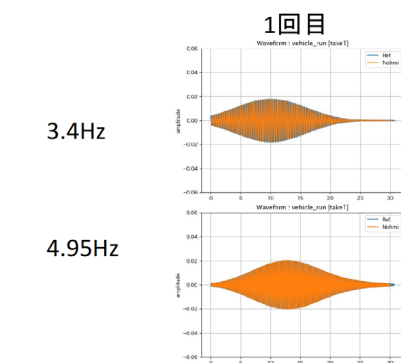 1回目
Waveform : vehicle_run [take1]
0.06
0.04
0.02
0.00
−0.02
−0.04
−0.06
amplitude
Ref
Nohmi
0
5
10
15
20
25
30
3.4Hz
Waveform : vehicle_run [take1]
0.06
0.04
0.02
0.00
−0.02
−0.04
−0.06
amplitude
Ref
Nohmi
4.95Hz